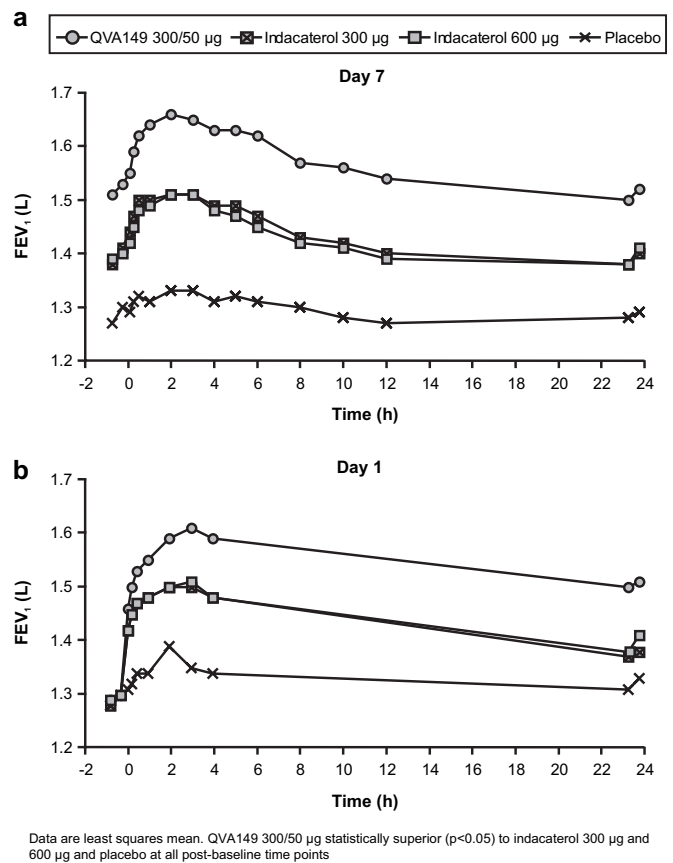 a
QVA149 300/50 µg Indacaterol 300 µg Indacaterol 600 µg Placebo
Day 7
1.7
1.6
1.5
1.4
1.3
1.2
FEV₁ (L)
-2 0 2 4 6 8 10 12 14 16 18 20 22 24
Time (h)
b
Day 1
1.7
1.6
1.5
1.4
1.3
1.2
FEV₁ (L)
-2 0 2 4 6 8 10 12 14 16 18 20 22 24
Time (h)
Data are least squares mean. QVA149 300/50 µg statistically superior (p<0.05) to indacaterol 300 µg and
600 µg and placebo at all post-baseline time points